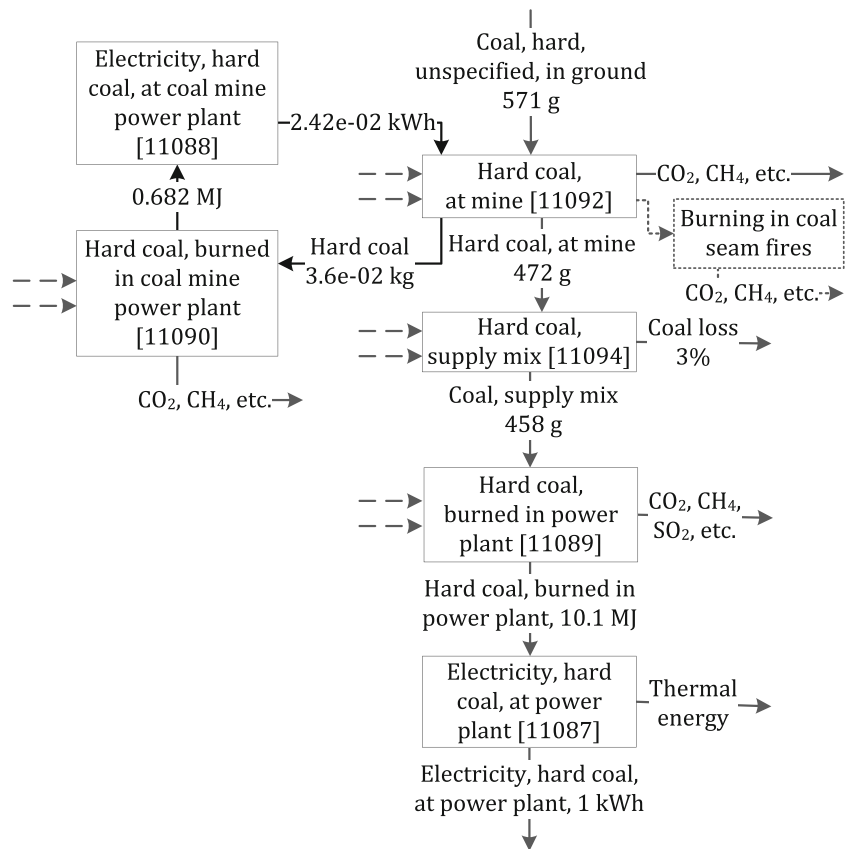 Electricity, hard
coal, at coal mine
power plant
[11088]
Coal, hard,
unspecified, in ground
571 g
2.42e-02 kWh
0.682 MJ
Hard coal,
at mine [11092]
CO₂, CH₄, etc.
Burning in coal
seam fires
CO₂, CH₄, etc.
Hard coal, burned
in coal mine
power plant
[11090]
Hard coal
3.6e-02 kg
Hard coal, at mine
472 g
CO₂, CH₄, etc.
Hard coal,
supply mix [11094]
Coal loss
3%
Coal, supply mix
458 g
Hard coal,
burned in power
plant [11089]
CO₂, CH₄,
SO₂, etc.
Hard coal, burned in
power plant, 10.1 MJ
Electricity, hard
coal, at power
plant [11087]
Thermal
energy
Electricity, hard coal,
at power plant, 1 kWh